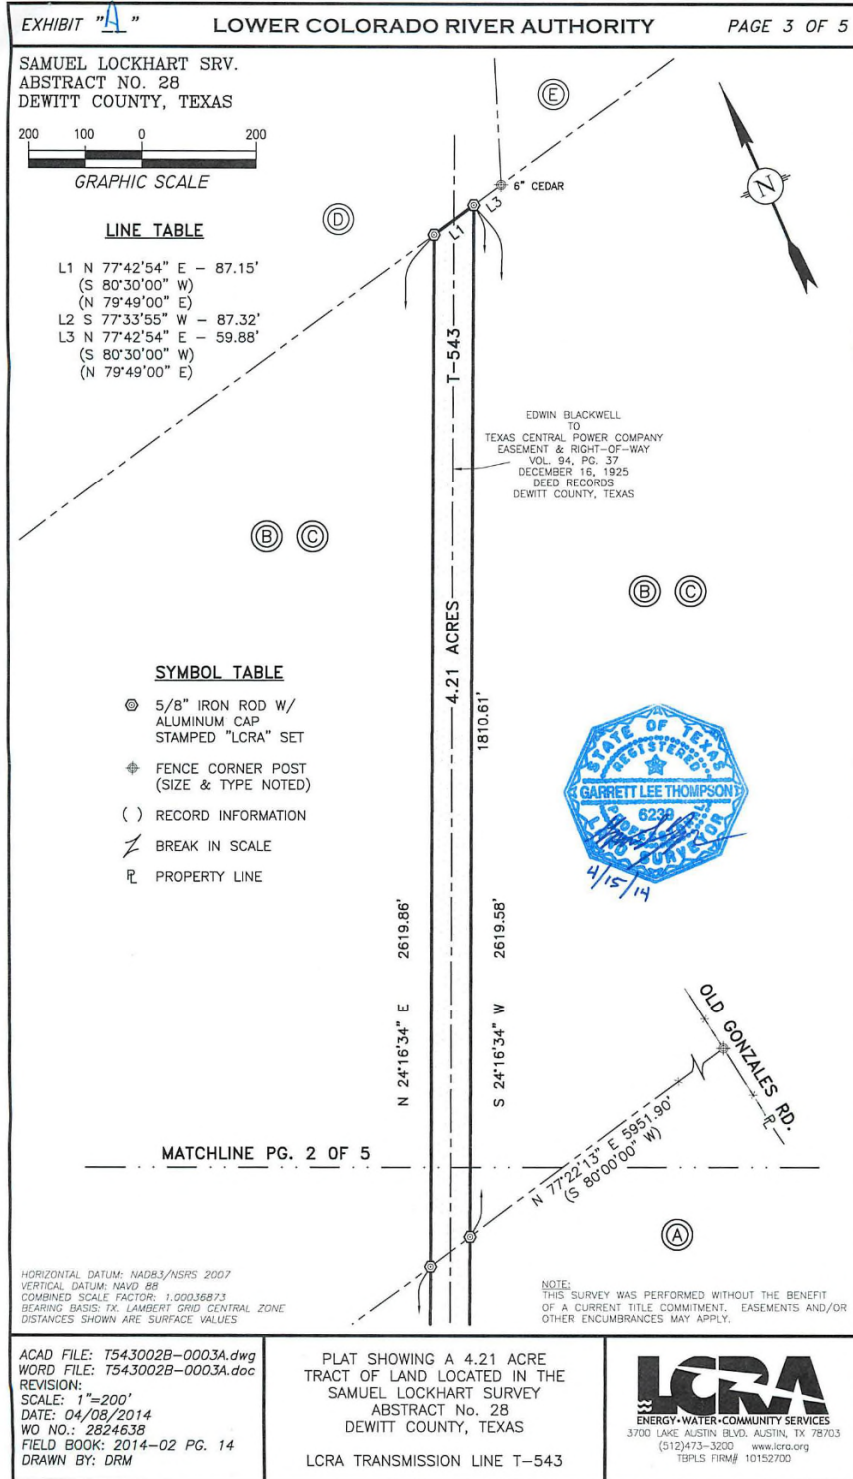 EXHIBIT "A"
LOWER COLORADO RIVER AUTHORITY
PAGE 3 OF 5
SAMUEL LOCKHART SRV.
ABSTRACT NO. 28
DEWITT COUNTY, TEXAS
200 100 0 200
GRAPHIC SCALE
LINE TABLE
L1 N 77°42'54" E - 87.15'
(S 80°30'00" W)
(N 79°49'00" E)
L2 S 77°33'55" W - 87.32'
L3 N 77°42'54" E - 59.88'
(S 80°30'00" W)
(N 79°49'00" E)
E
N
6" CEDAR
D
L3
L1
T-543
EDWIN BLACKWELL
TO
TEXAS CENTRAL POWER COMPANY
EASEMENT & RIGHT-OF-WAY
VOL. 94, PG. 37
DECEMBER 16, 1925
DEED RECORDS
DEWITT COUNTY, TEXAS
B C
B C
4.21 ACRES
1810.61'
SYMBOL TABLE
5/8" IRON ROD W/
ALUMINUM CAP
STAMPED "LCRA" SET
FENCE CORNER POST
(SIZE & TYPE NOTED)
( ) RECORD INFORMATION
BREAK IN SCALE
PL PROPERTY LINE
STATE OF TEXAS
REGISTERED
GARRETT LEE THOMPSON
6230
PROFESSIONAL
LAND SURVEYOR
4/15/14
N 24°16'34" E 2619.86'
S 24°16'34" W 2619.58'
OLD GONZALES RD.
PL
N 77°22'13" E 5951.90'
(S 80°00'00" W)
MATCHLINE PG. 2 OF 5
A
HORIZONTAL DATUM: NAD83/NSRS 2007
VERTICAL DATUM: NAVD 88
COMBINED SCALE FACTOR: 1.00036873
BEARING BASIS: TX. LAMBERT GRID CENTRAL ZONE
DISTANCES SHOWN ARE SURFACE VALUES
NOTE:
THIS SURVEY WAS PERFORMED WITHOUT THE BENEFIT
OF A CURRENT TITLE COMMITMENT. EASEMENTS AND/OR
OTHER ENCUMBRANCES MAY APPLY.
ACAD FILE: T543002B-0003A.dwg
WORD FILE: T543002B-0003A.doc
REVISION:
SCALE: 1"=200'
DATE: 04/08/2014
WO NO.: 2824638
FIELD BOOK: 2014-02 PG. 14
DRAWN BY: DRM
PLAT SHOWING A 4.21 ACRE
TRACT OF LAND LOCATED IN THE
SAMUEL LOCKHART SURVEY
ABSTRACT No. 28
DEWITT COUNTY, TEXAS
LCRA TRANSMISSION LINE T-543
LCRA
ENERGY•WATER•COMMUNITY SERVICES
3700 LAKE AUSTIN BLVD. AUSTIN, TX 78703
(512)473-3200 www.lcra.org
TBPLS FIRM# 10152700